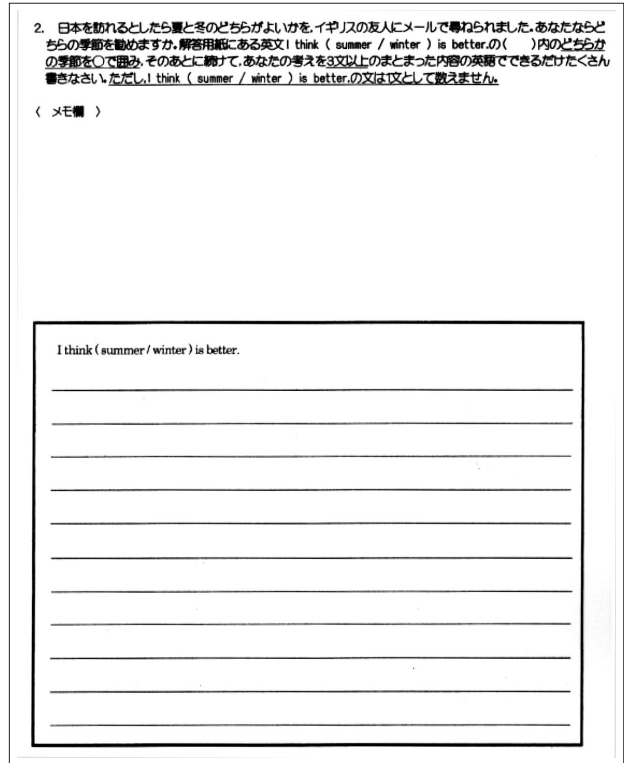 2. 日本を訪れるとしたら夏と冬のどちらがよいかを、イギリスの友人にメールで尋ねられました。あなたならど
ちらの季節を勧めますか。解答用紙にある英文I think ( summer / winter ) is better.の(　)内のどちらか
の季節を○で囲み、そのあとに続けて、あなたの考えを3文以上のまとまった内容の英語でできるだけたくさん
書きなさい。ただし、I think ( summer / winter ) is better.の文は1文として数えません。
〈 メモ欄 〉
I think ( summer / winter ) is better.